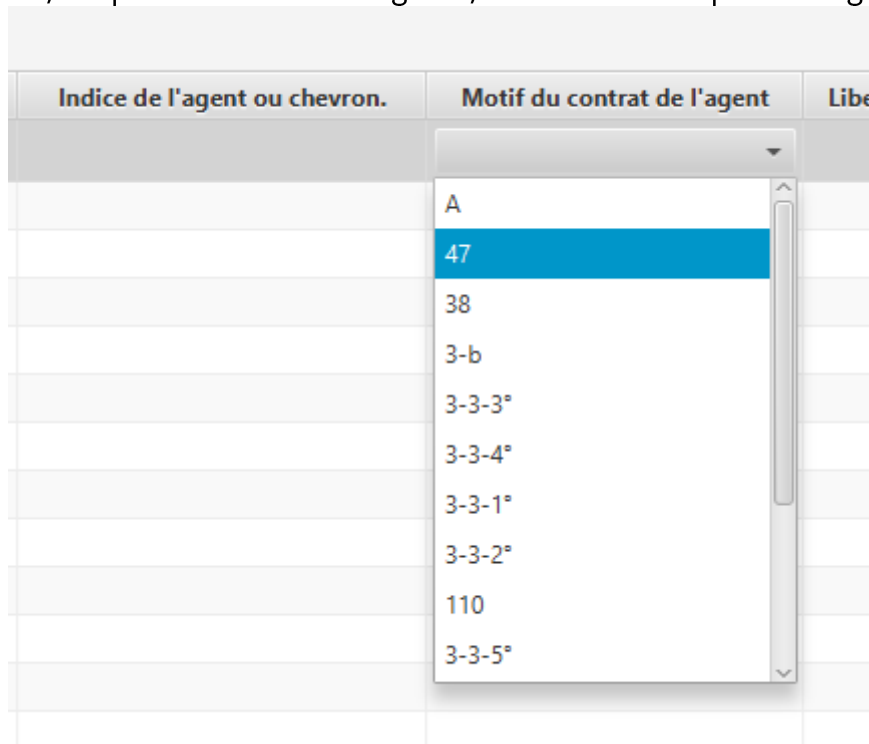 Indice de l'agent ou chevron. Motif du contrat de l'agent Libe
A
47
38
3-b
3-3-3°
3-3-4°
3-3-1°
3-3-2°
110
3-3-5°